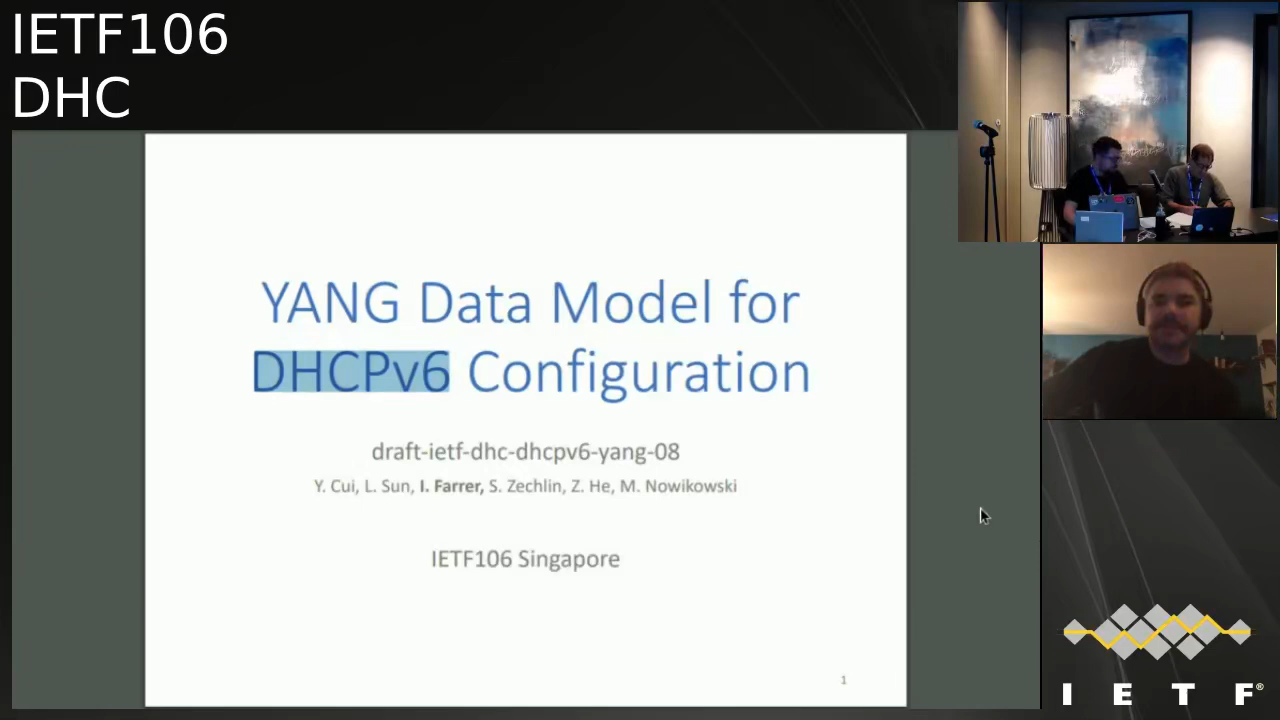 IETF106
DHC
YANG Data Model for
DHCPv6 Configuration
draft-ietf-dhc-dhcpv6-yang-08
Y. Cui, L. Sun, I. Farrer, S. Zechlin, Z. He, M. Nowikowski
IETF106 Singapore
1
I E T F®